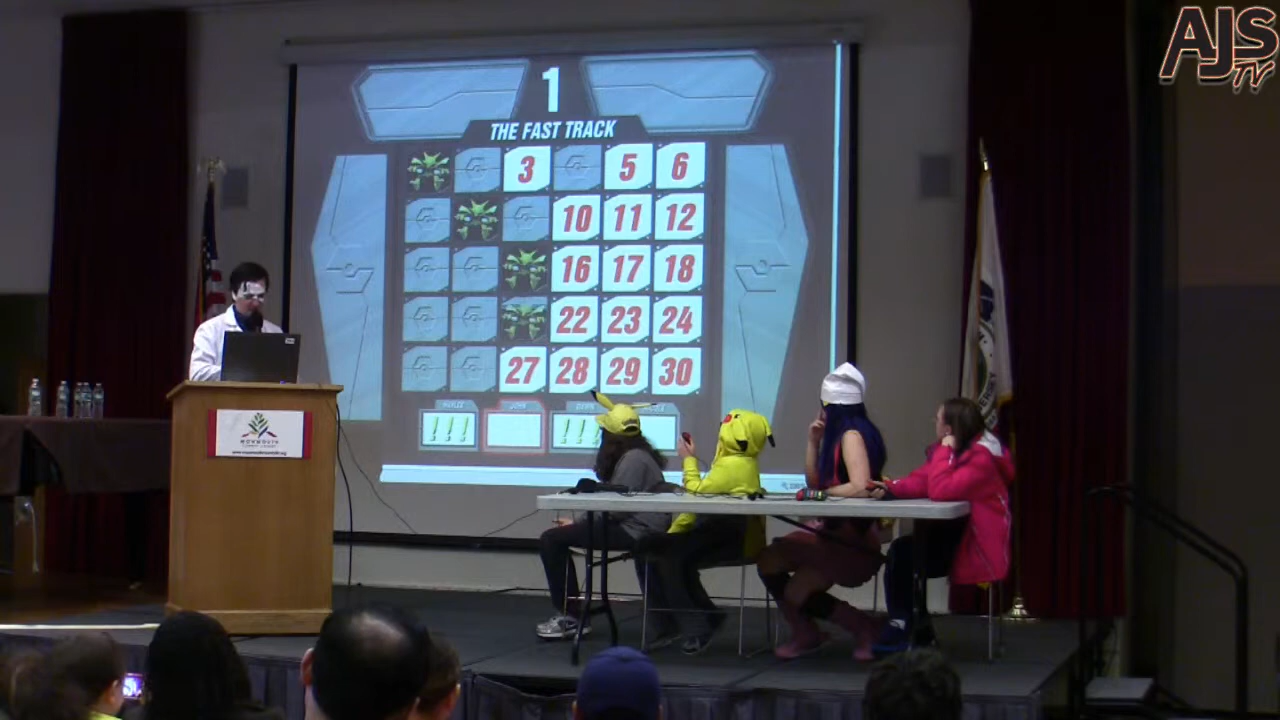 AJS
TV
1
THE FAST TRACK
3 5 6
10 11 12
16 17 18
22 23 24
27 28 29 30
! ! ! ! ! !
MONMOUTH